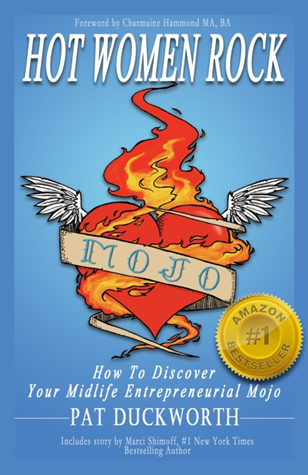 Foreword by Charmaine Hammond MA, BA
HOT WOMEN ROCK
MOJO
AMAZON
#1
BESTSELLER
How To Discover
Your Midlife Entrepreneurial Mojo
PAT DUCKWORTH
Includes story by Marci Shimoff, #1 New York Times
Bestselling Author